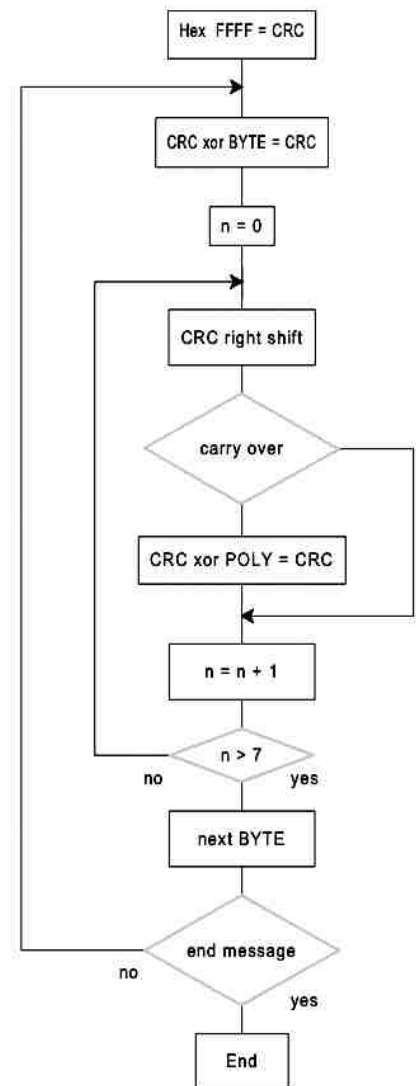 Hex FFFF = CRC
CRC xor BYTE = CRC
n = 0
CRC right shift
carry over
CRC xor POLY = CRC
n = n + 1
n > 7
no
yes
next BYTE
end message
no
yes
End